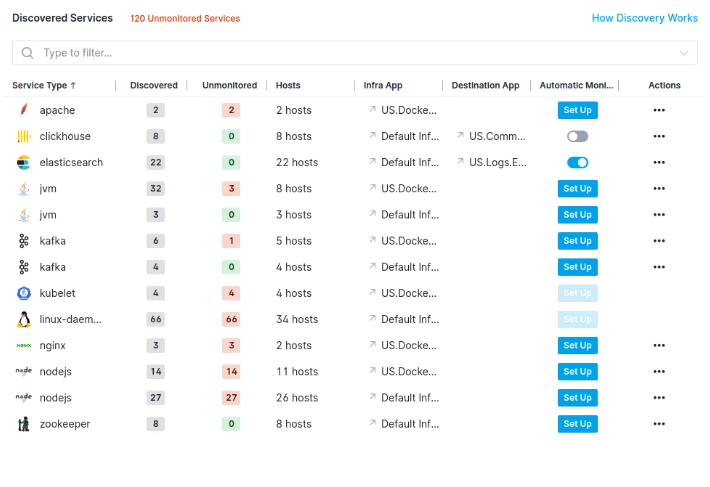 Discovered Services 120 Unmonitored Services How Discovery Works
Type to filter...
Service Type ↑ Discovered Unmonitored Hosts Infra App Destination App Automatic Moni... Actions
apache 2 2 2 hosts US.Docke... Set Up
clickhouse 8 0 8 hosts Default Inf... US.Comm...
elasticsearch 22 0 22 hosts Default Inf... US.Logs.E...
jvm 32 3 8 hosts US.Docke... Set Up
jvm 3 0 3 hosts Default Inf... Set Up
kafka 6 1 5 hosts US.Docke... Set Up
kafka 4 0 4 hosts Default Inf... Set Up
kubelet 4 4 4 hosts US.Docke... Set Up
linux-daem... 66 66 34 hosts Default Inf... Set Up
NGINX nginx 3 3 2 hosts US.Docke... Set Up
node nodejs 14 14 11 hosts US.Docke... Set Up
node nodejs 27 27 26 hosts Default Inf... Set Up
zookeeper 8 0 8 hosts Default Inf... Set Up